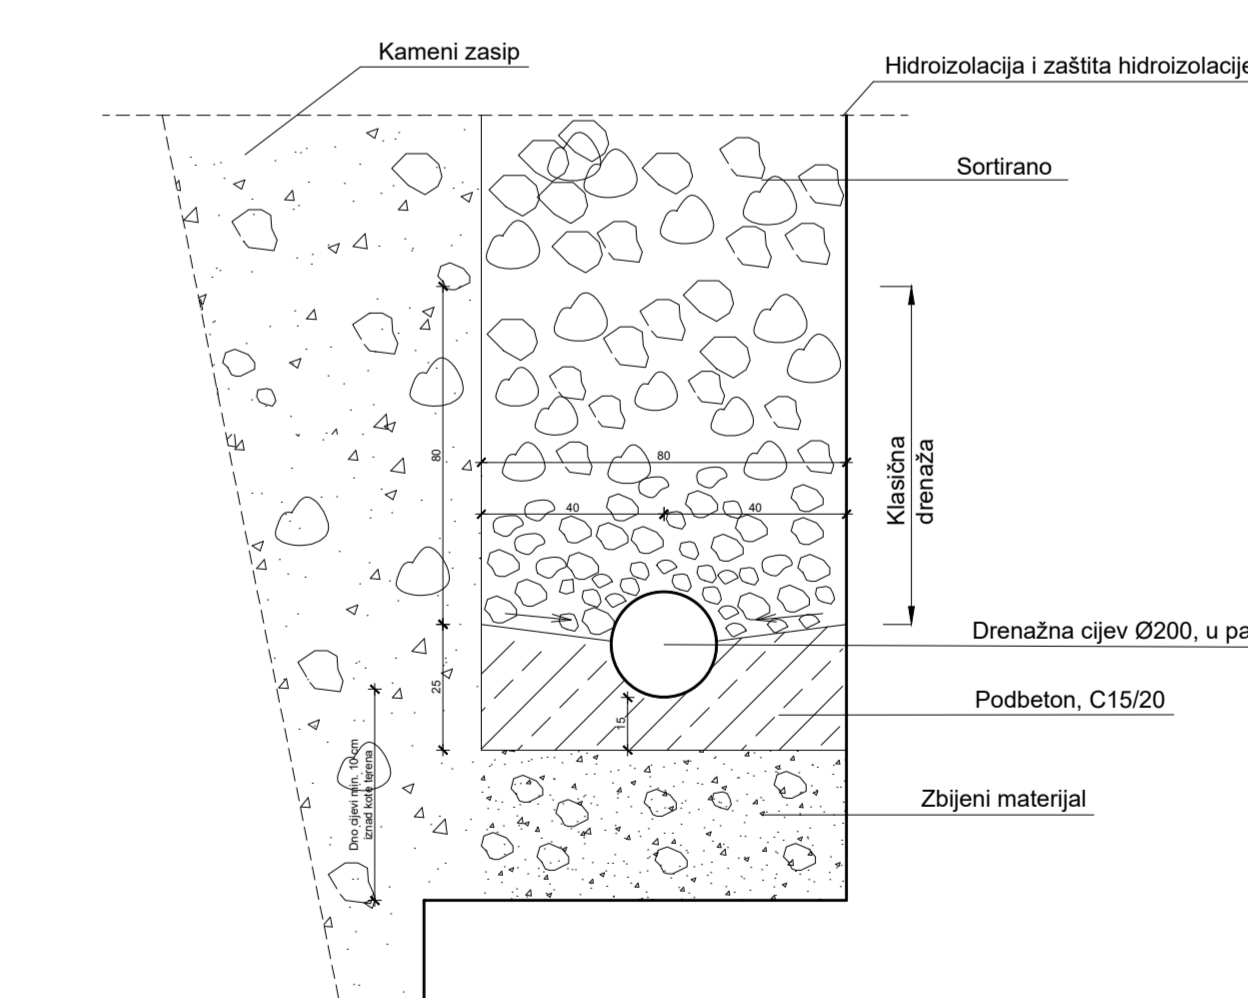 Kameni zasip
Hidroizolacija i zaštita hidroizolacije
Sortirano
Klasična
drenaža
80
80
40
40
Drenažna cijev Ø200, u pa
25
15
Podbeton, C15/20
Dno cijevi min. 10 cm
iznad kote terena
Zbijeni materijal